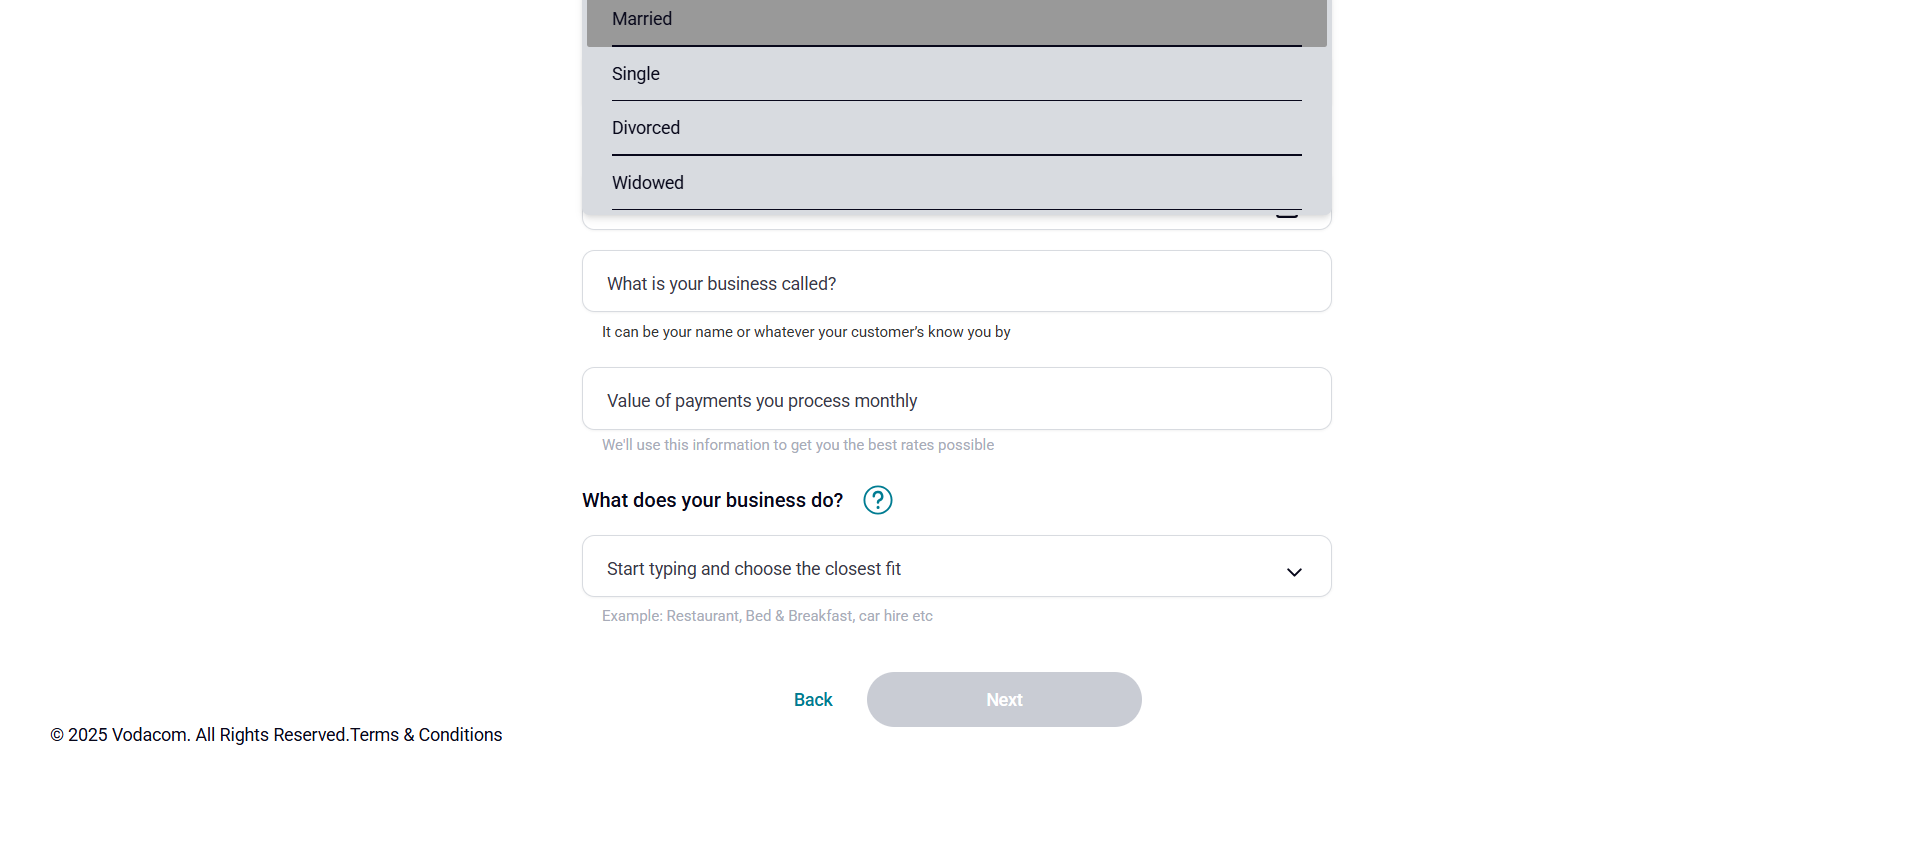 Married
Single
Divorced
Widowed
What is your business called?
It can be your name or whatever your customer's know you by
Value of payments you process monthly
We'll use this information to get you the best rates possible
What does your business do?
Start typing and choose the closest fit
Example: Restaurant, Bed & Breakfast, car hire etc
Back
Next
© 2025 Vodacom. All Rights Reserved.Terms & Conditions